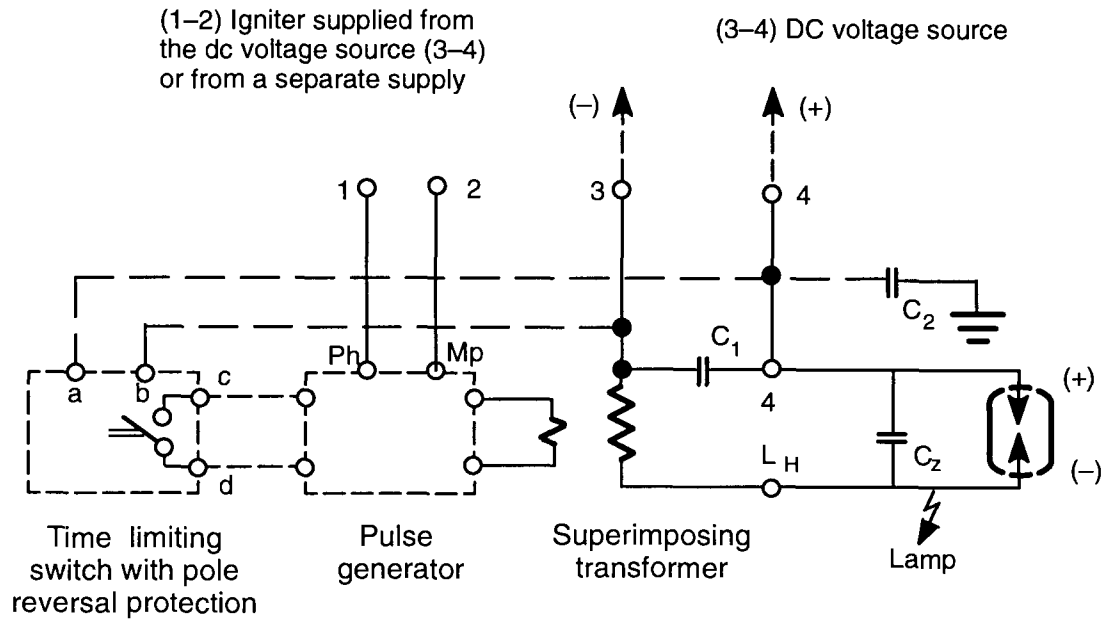 (1–2) Igniter supplied from
the dc voltage source (3–4)
or from a separate supply
(3–4) DC voltage source
(–)
(+)
1
2
3
4
C2
Ph
Mp
C1
a
b
c
4
(+)
d
LH
Cz
(–)
Time limiting
switch with pole
reversal protection
Pulse
generator
Superimposing
transformer
Lamp